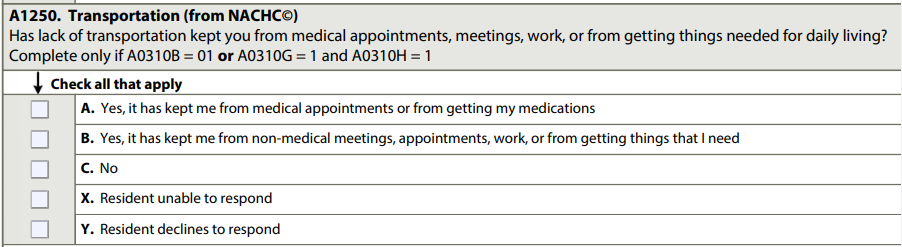 A1250. Transportation (from NACHC©)
Has lack of transportation kept you from medical appointments, meetings, work, or from getting things needed for daily living?
Complete only if A0310B = 01 or A0310G = 1 and A0310H = 1
Check all that apply
A. Yes, it has kept me from medical appointments or from getting my medications
B. Yes, it has kept me from non-medical meetings, appointments, work, or from getting things that I need
C. No
X. Resident unable to respond
Y. Resident declines to respond